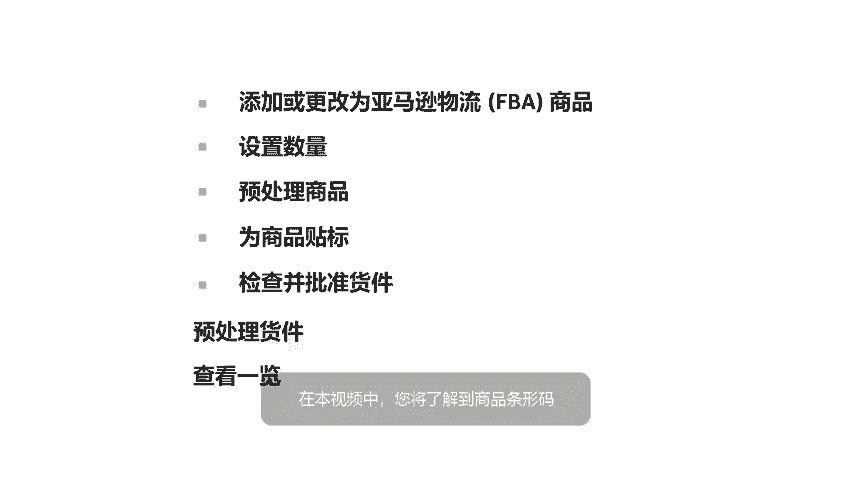 添加或更改为亚马逊物流 (FBA) 商品
设置数量
预处理商品
为商品贴标
检查并批准货件
预处理货件
查看一览
在本视频中，您将了解到商品条形码